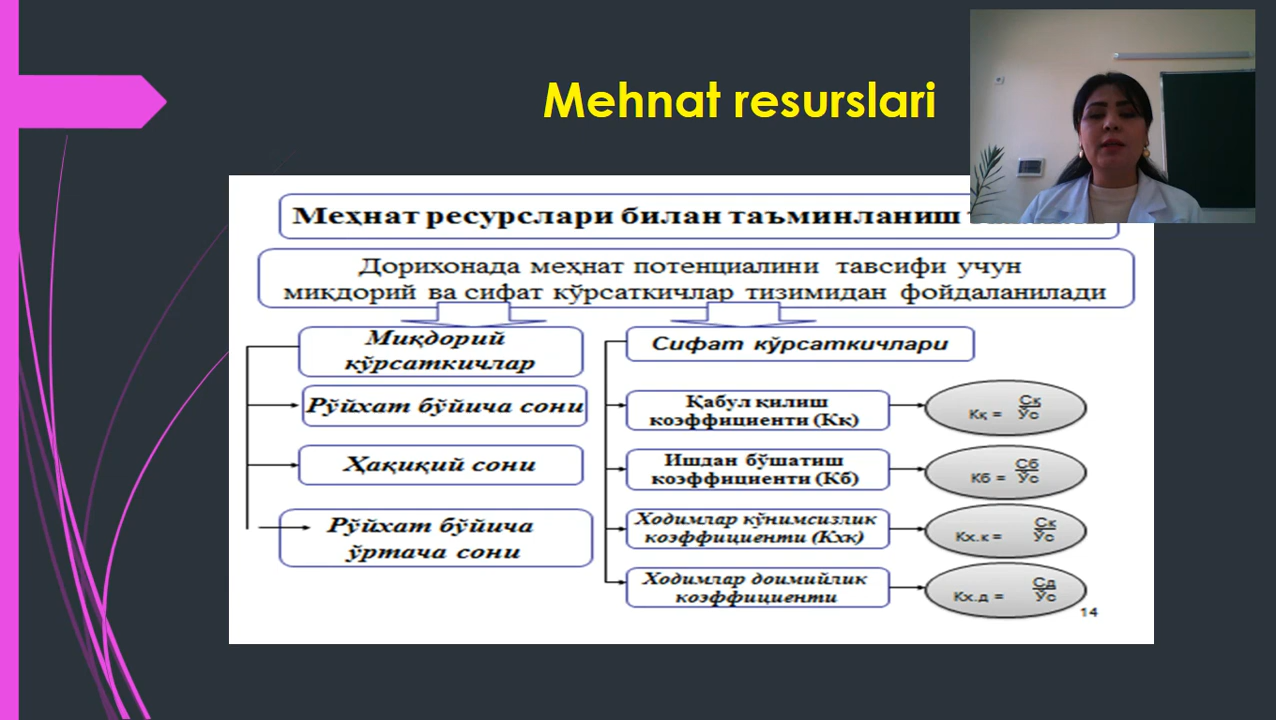 Mehnat resurslari
Меҳнат ресурслари билан таъминланиш
Дорихонада меҳнат потенциалини тавсифи учун
миқдорий ва сифат кўрсаткичлар тизимидан фойдаланилади
Миқдорий
кўрсаткичлар
Рўйхат бўйича сони
Ҳақиқий сони
Рўйхат бўйича
ўртача сони
Сифат кўрсаткичлари
Қабул қилиш
коэффициенти (Кқ)
Кқ = Сқ
Ўс
Ишдан бўшатиш
коэффициенти (Кб)
Кб = Сб
Ўс
Ходимлар кўнимсизлик
коэффициенти (Кхқ)
Кх.к = Ск
Ўс
Ходимлар доимийлик
коэффициенти
Кх.д = Сд
Ўс
14